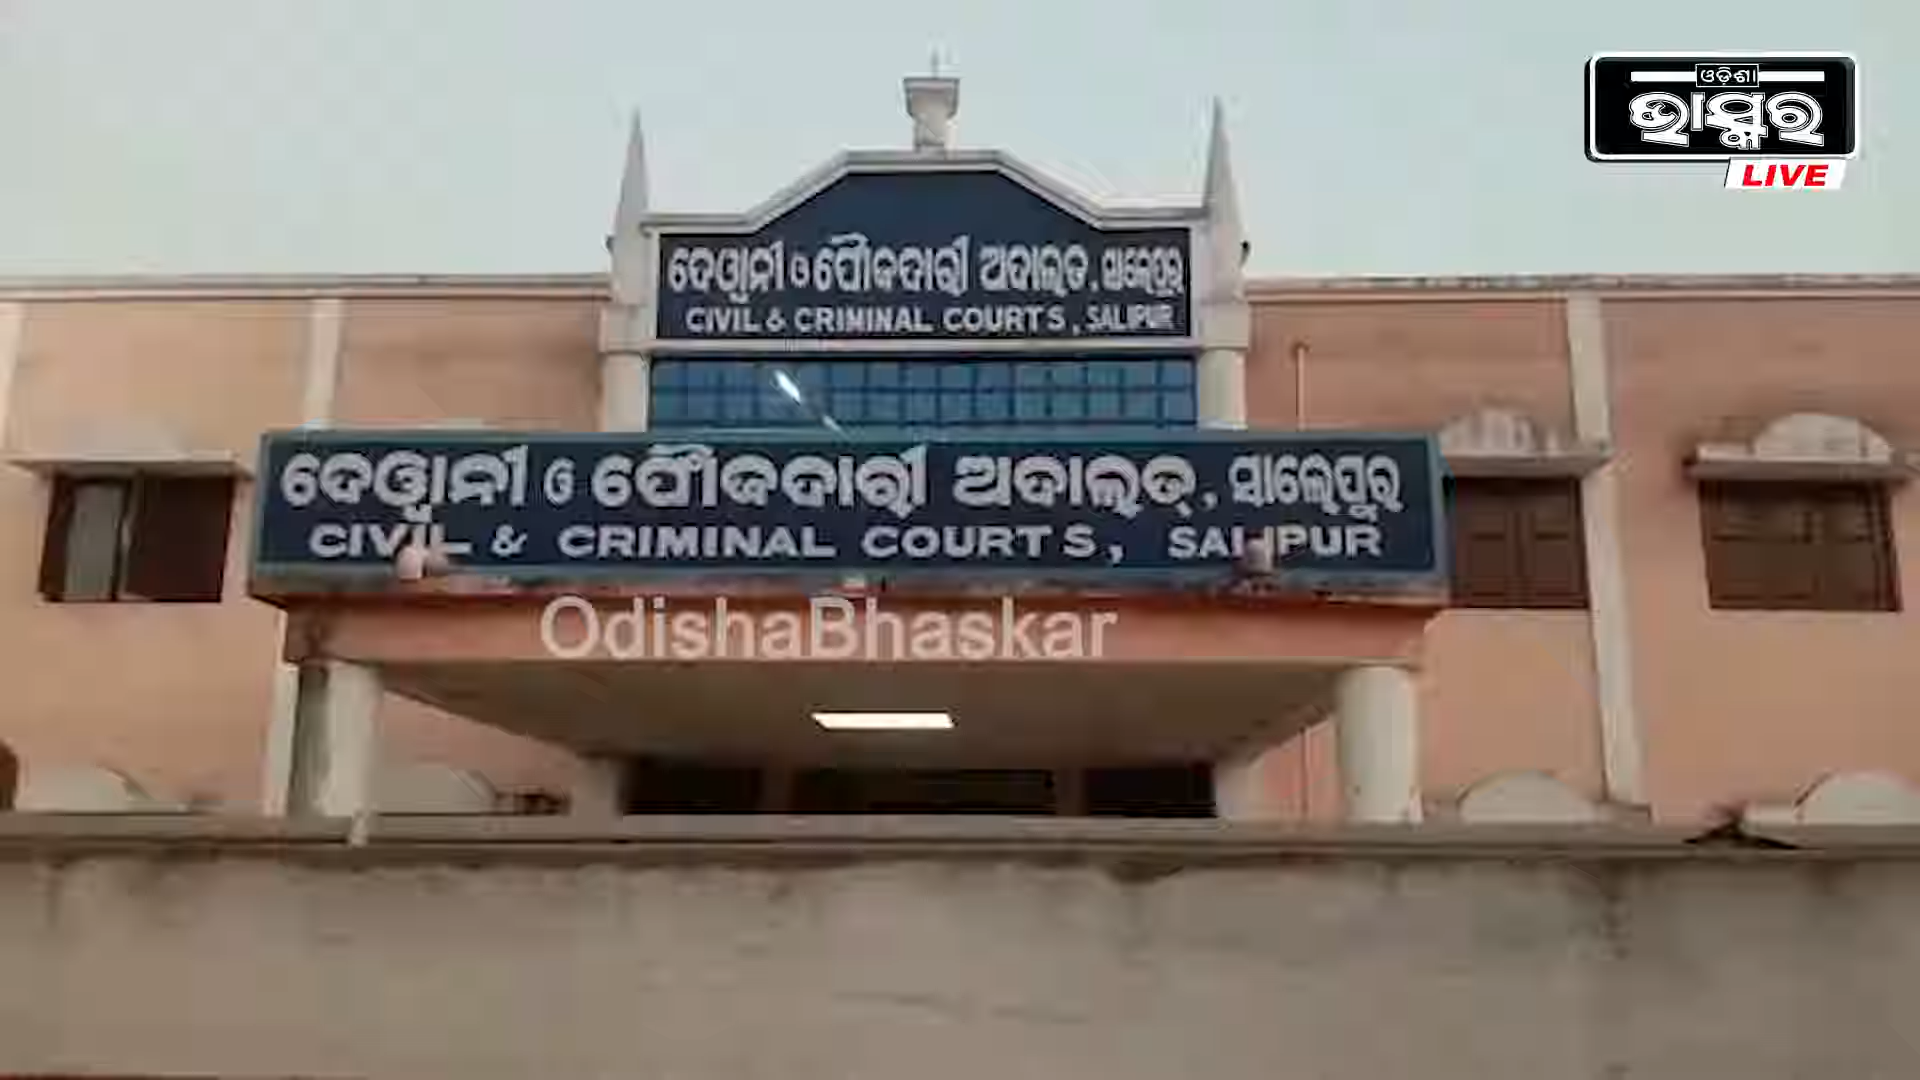 ଓଡ଼ିଶା
ଭାସ୍କର
LIVE
ଦେୱାନୀ ଓ ଫୌଜଦାରୀ ଅଦାଲତ, ସାଲେପୁର
CIVIL & CRIMINAL COURTS, SALIPUR
ଦେୱାନୀ ଓ ଫୌଜଦାରୀ ଅଦାଲତ୍, ସାଲେପୁର
CIVIL & CRIMINAL COURTS, SALIPUR
OdishaBhaskar